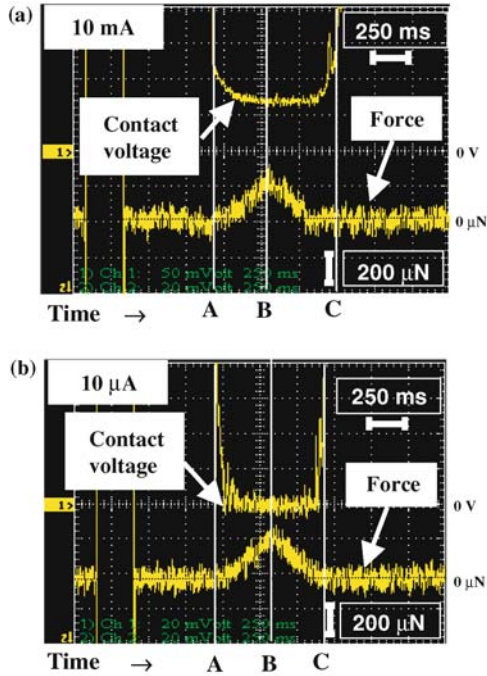 (a)
10 mA
250 ms
Contact
voltage
Force
1>
0 V
0 µN
200 µN
1) Ch 1: 50 mVolt 250 ms
2) Ch 2: 20 mVolt 250 ms
2
Time → A B C
(b)
10 µA
250 ms
Contact
voltage
Force
1>
0 V
0 µN
200 µN
1) Ch 1: 20 mVolt 250 ms
2) Ch 2: 20 mVolt 250 ms
2
Time → A B C